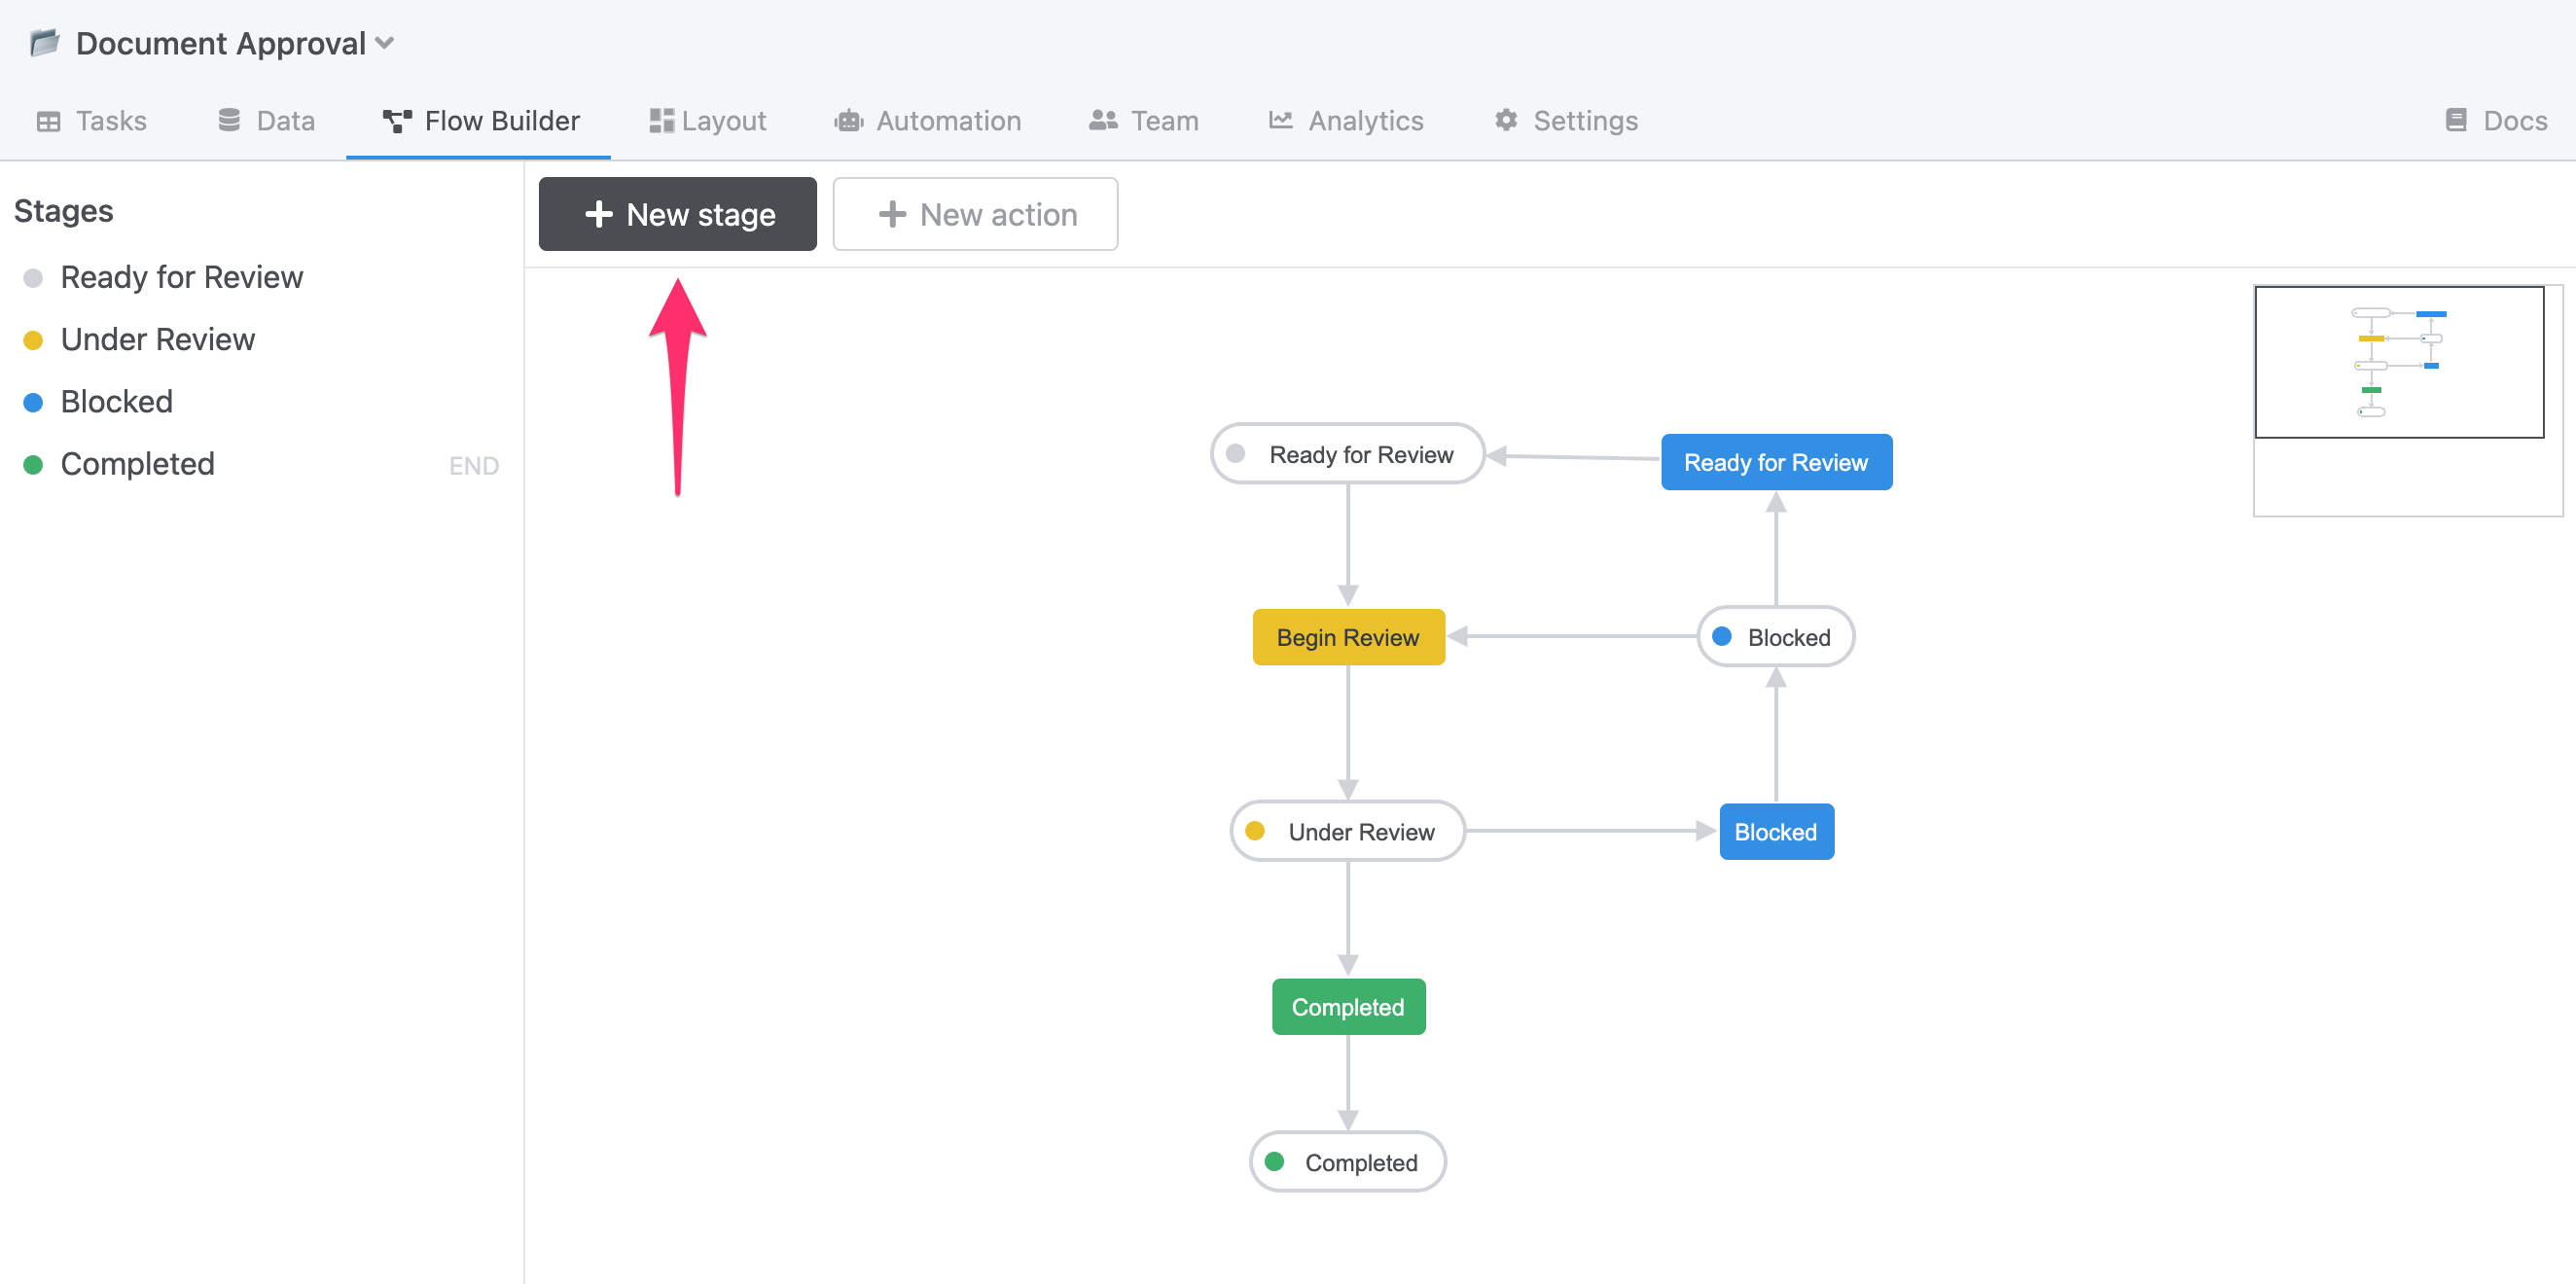 Document Approval
Tasks
Data
Flow Builder
Layout
Automation
Team
Analytics
Settings
Docs
Stages
Ready for Review
Under Review
Blocked
Completed END
+ New stage
+ New action
Ready for Review
Ready for Review
Begin Review
Blocked
Under Review
Blocked
Completed
Completed